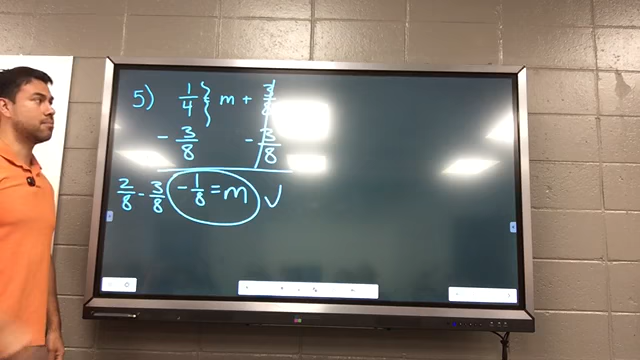 5) 1/4 } m + 3/8
- 3/8 - 3/8
2/8 - 3/8 -1/8 = m ✓